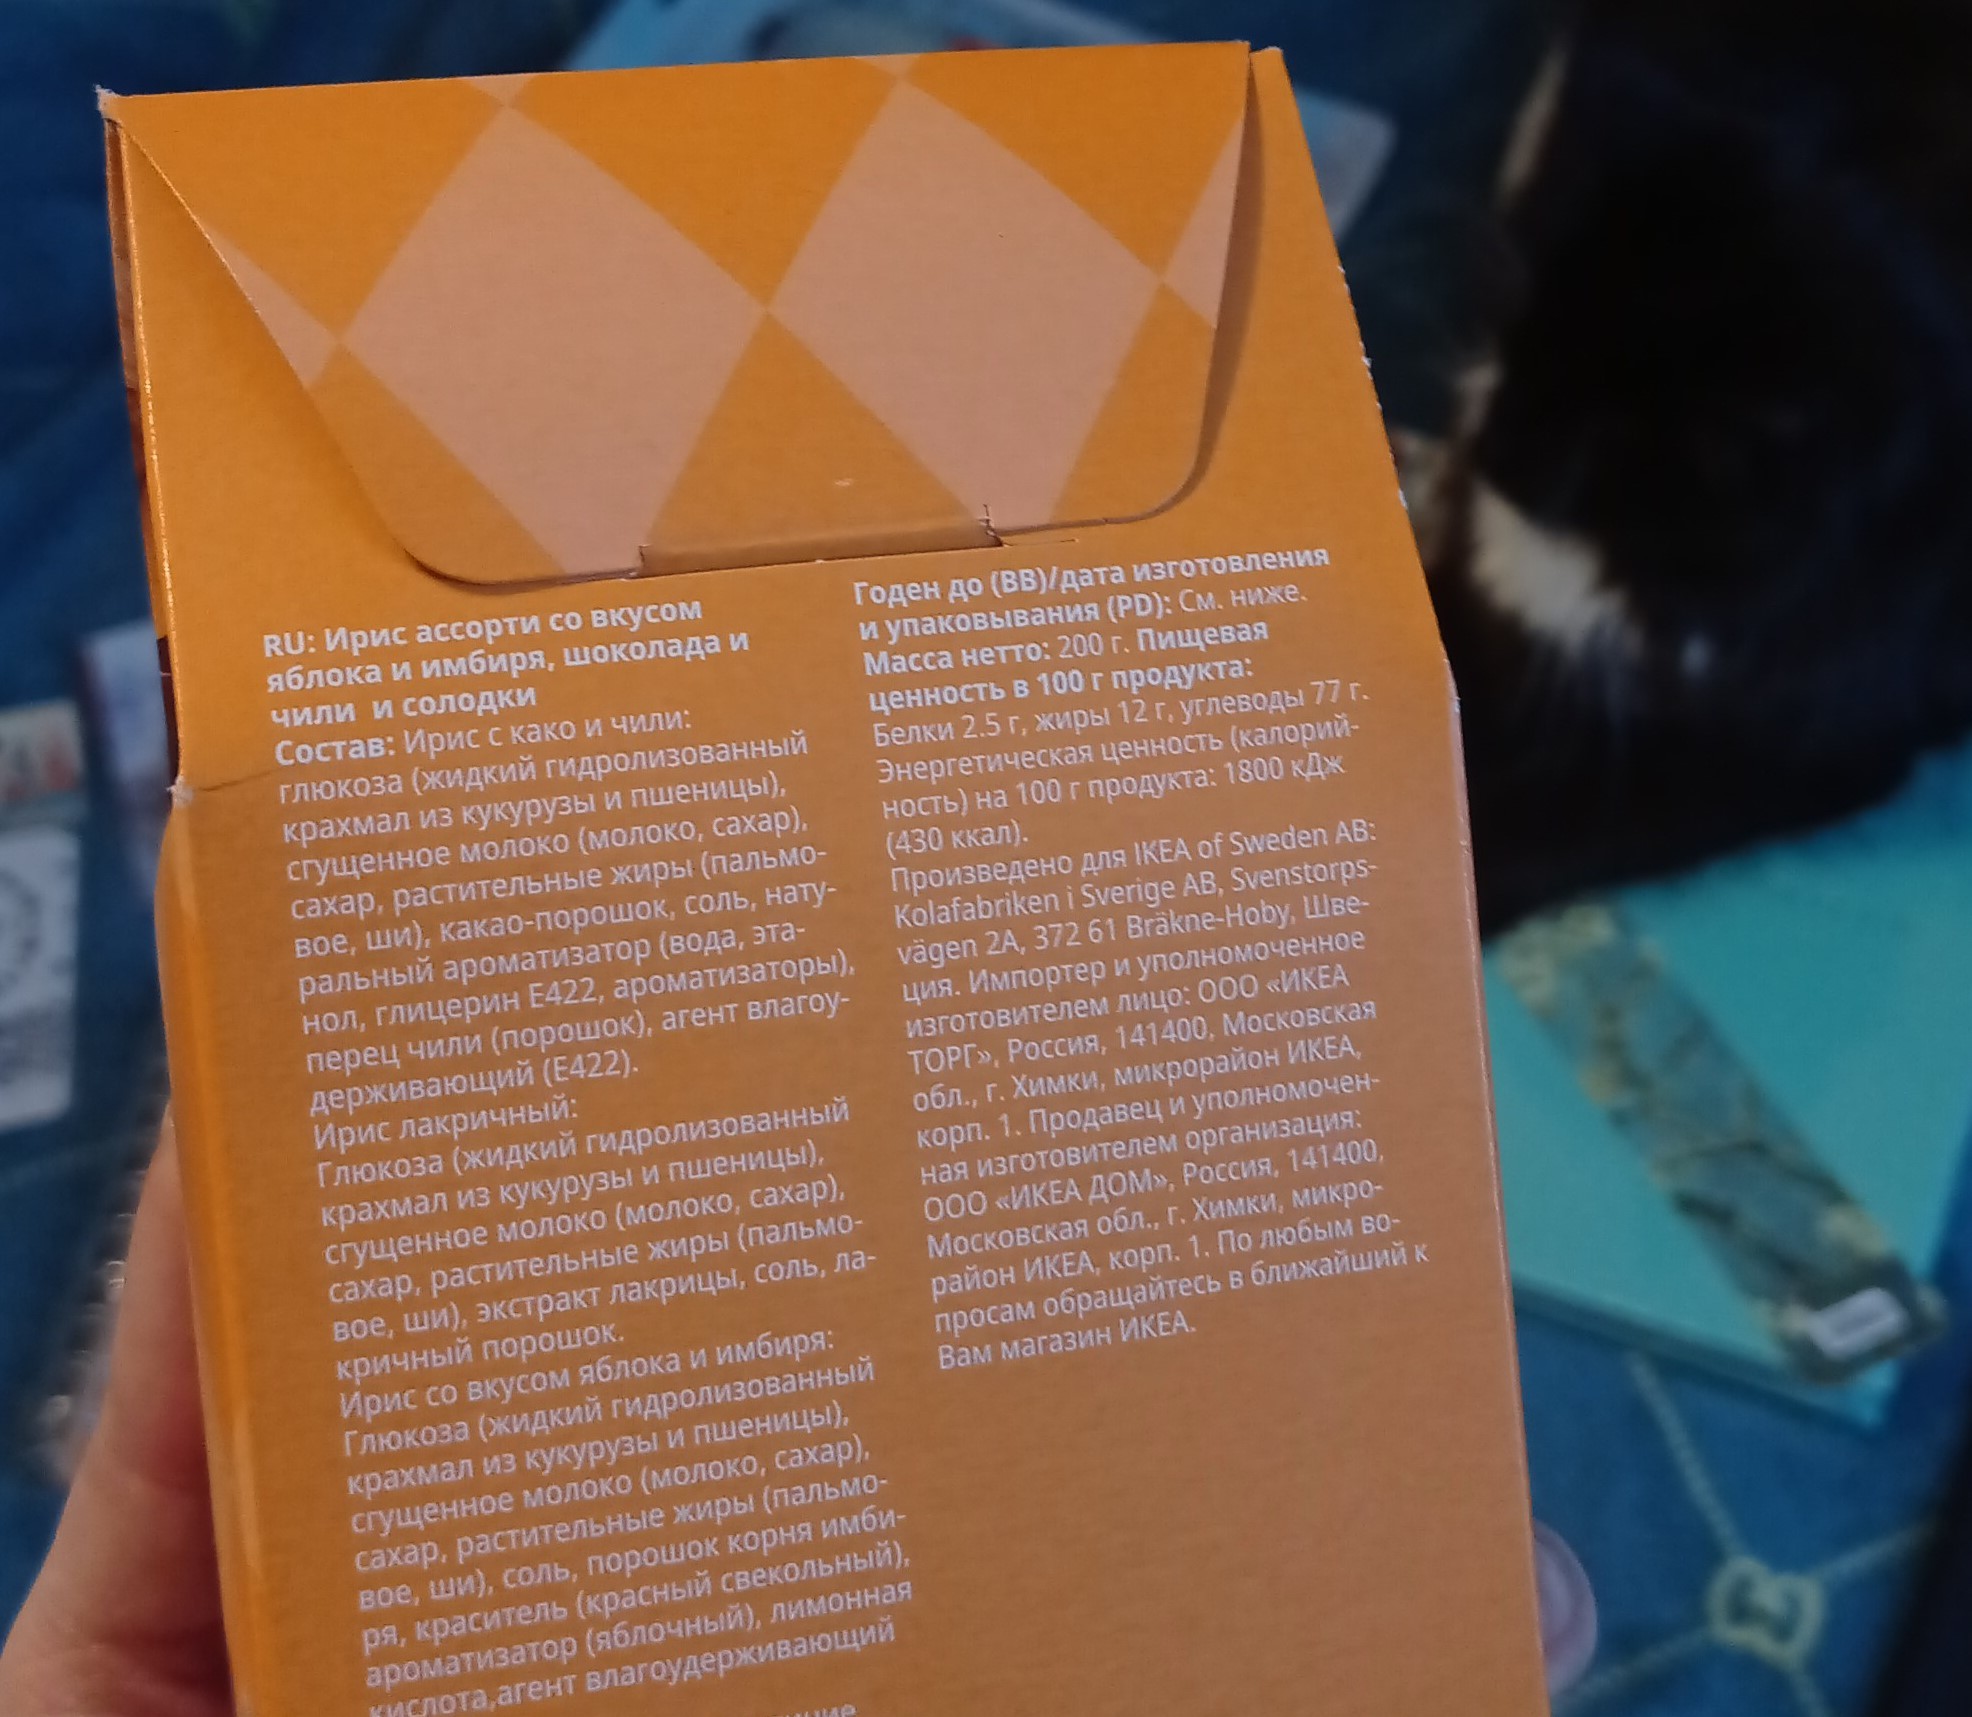 RU: Ирис ассорти со вкусом
яблока и имбиря, шоколада и
чили и солодки
Состав: Ирис с како и чили:
глюкоза (жидкий гидролизованный
крахмал из кукурузы и пшеницы),
сгущенное молоко (молоко, сахар),
сахар, растительные жиры (пальмо-
вое, ши), какао-порошок, соль, нату-
ральный ароматизатор (вода, эта-
нол, глицерин Е422, ароматизаторы),
перец чили (порошок), агент влагоу-
держивающий (Е422).
Ирис лакричный:
Глюкоза (жидкий гидролизованный
крахмал из кукурузы и пшеницы),
сгущенное молоко (молоко, сахар),
сахар, растительные жиры (пальмо-
вое, ши), экстракт лакрицы, соль, ла-
кричный порошок.
Ирис со вкусом яблока и имбиря:
Глюкоза (жидкий гидролизованный
крахмал из кукурузы и пшеницы),
сгущенное молоко (молоко, сахар),
сахар, растительные жиры (пальмо-
вое, ши), соль, порошок корня имби-
ря, краситель (красный свекольный),
ароматизатор (яблочный), лимонная
кислота,агент влагоудерживающий
Годен до (BB)/дата изготовления
и упаковывания (PD): См. ниже.
Масса нетто: 200 г. Пищевая
ценность в 100 г продукта:
Белки 2.5 г, жиры 12 г, углеводы 77 г.
Энергетическая ценность (калорий-
ность) на 100 г продукта: 1800 кДж
(430 ккал).
Произведено для IKEA of Sweden AB:
Kolafabriken i Sverige AB, Svenstorps-
vägen 2A, 372 61 Bräkne-Hoby, Шве-
ция. Импортер и уполномоченное
изготовителем лицо: ООО «ИКЕА
ТОРГ», Россия, 141400, Московская
обл., г. Химки, микрорайон ИКЕА,
корп. 1. Продавец и уполномочен-
ная изготовителем организация:
ООО «ИКЕА ДОМ», Россия, 141400,
Московская обл., г. Химки, микро-
район ИКЕА, корп. 1. По любым во-
просам обращайтесь в ближайший к
Вам магазин ИКЕА.